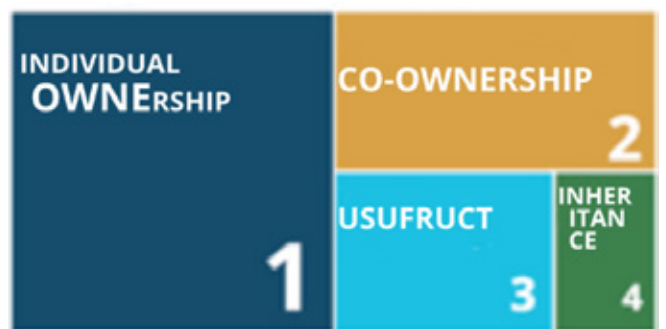 INDIVIDUAL
OWNERSHIP
1
CO-OWNERSHIP
2
USUFRUCT
3
INHER
ITAN
CE
4